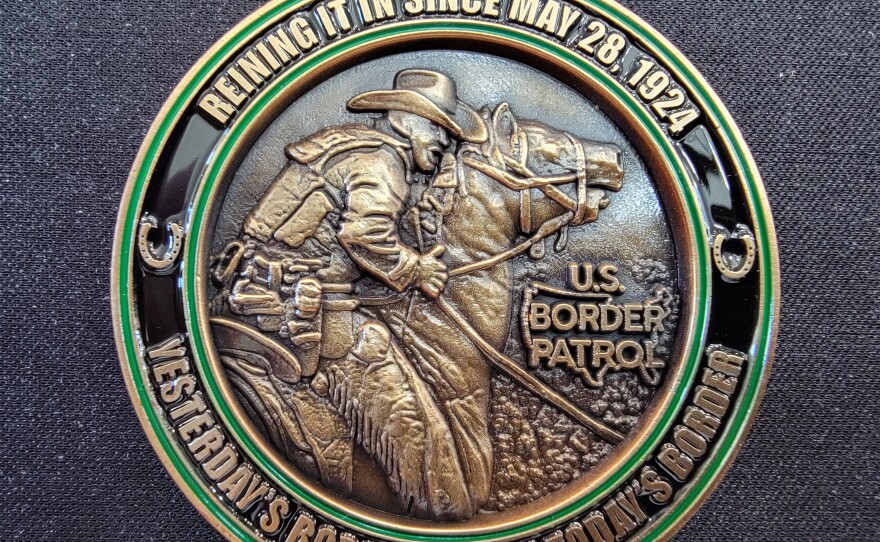 REINING IT IN SINCE MAY 28, 1924
U.S.
BORDER
PATROL
YESTERDAY'S
TODAY'S BORDER